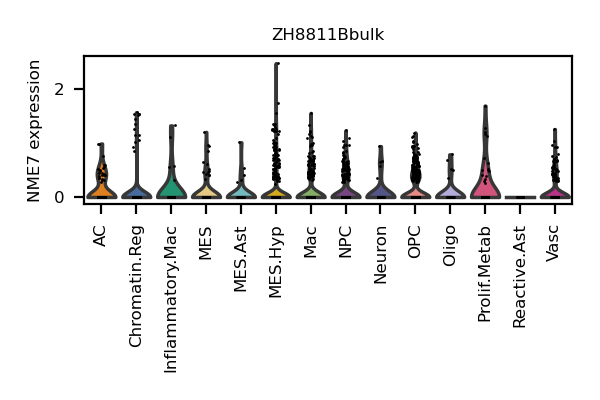 ZH8811Bbulk
NME7 expression
2
0
AC
Chromatin.Reg
Inflammatory.Mac
MES
MES.Ast
MES.Hyp
Mac
NPC
Neuron
OPC
Oligo
Prolif.Metab
Reactive.Ast
Vasc